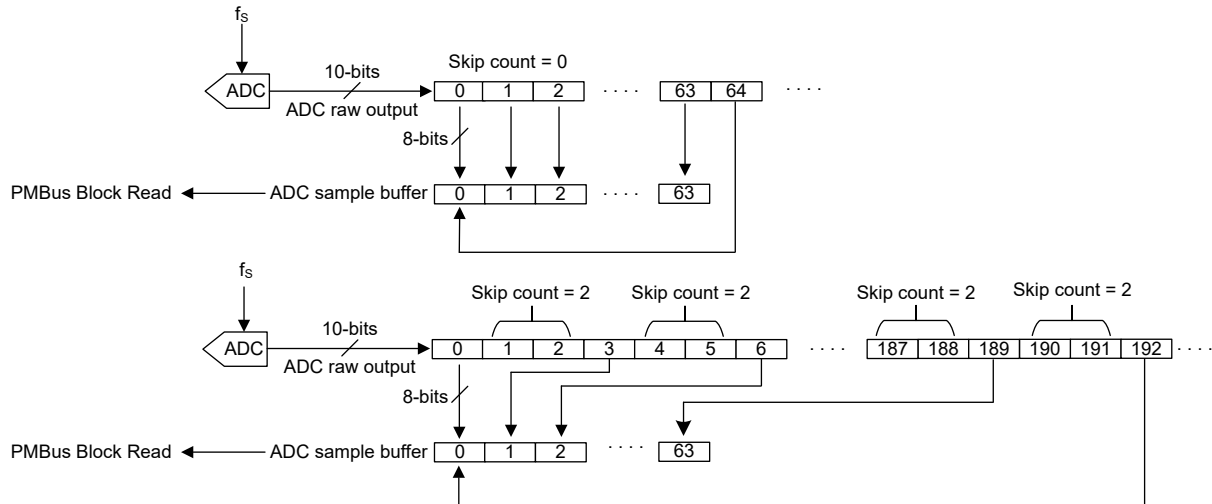 fS
Skip count = 0
ADC
10-bits
ADC raw output
0 1 2 · · · · 63 64 · · · ·
8-bits
PMBus Block Read
ADC sample buffer
0 1 2 · · · · 63
fS
Skip count = 2
Skip count = 2
Skip count = 2
Skip count = 2
ADC
10-bits
ADC raw output
0 1 2 3 4 5 6 · · · · 187 188 189 190 191 192 · · · ·
8-bits
PMBus Block Read
ADC sample buffer
0 1 2 · · · · 63